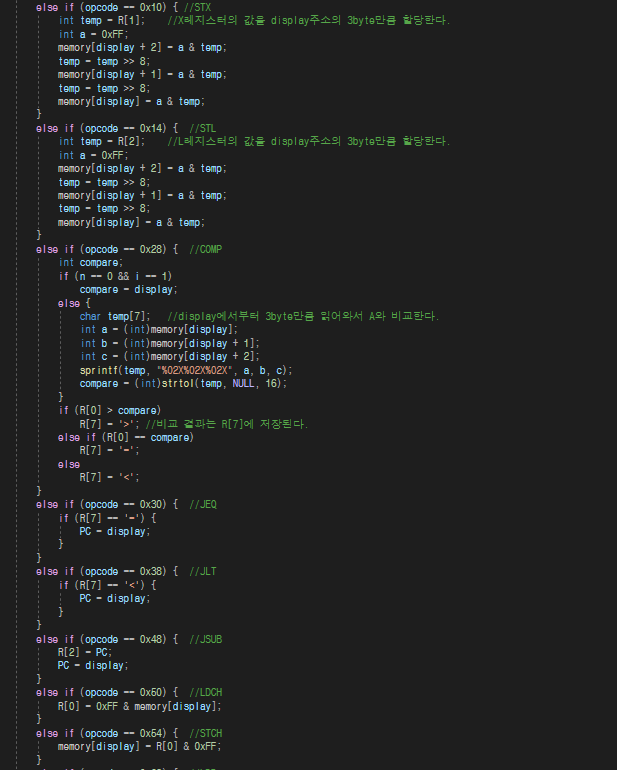 else if (opcode == 0x10) { //STX
int temp = R[1];    //X레지스터의 값을 display주소의 3byte만큼 할당한다.
int a = 0xFF;
memory[display + 2] = a & temp;
temp = temp >> 8;
memory[display + 1] = a & temp;
temp = temp >> 8;
memory[display] = a & temp;
}
else if (opcode == 0x14) {  //STL
int temp = R[2];    //L레지스터의 값을 display주소의 3byte만큼 할당한다.
int a = 0xFF;
memory[display + 2] = a & temp;
temp = temp >> 8;
memory[display + 1] = a & temp;
temp = temp >> 8;
memory[display] = a & temp;
}
else if (opcode == 0x28) {  //COMP
int compare;
if (n == 0 && i == 1)
compare = display;
else {
char temp[7];   //display에서부터 3byte만큼 읽어와서 A와 비교한다.
int a = (int)memory[display];
int b = (int)memory[display + 1];
int c = (int)memory[display + 2];
sprintf(temp, "%02X%02X%02X", a, b, c);
compare = (int)strtol(temp, NULL, 16);
}
if (R[0] > compare)
R[7] = '>'; //비교 결과는 R[7]에 저장된다.
else if (R[0] == compare)
R[7] = '=';
else
R[7] = '<';
}
else if (opcode == 0x30) {  //JEQ
if (R[7] == '=') {
PC = display;
}
}
else if (opcode == 0x38) {  //JLT
if (R[7] == '<') {
PC = display;
}
}
else if (opcode == 0x48) {  //JSUB
R[2] = PC;
PC = display;
}
else if (opcode == 0x50) {  //LDCH
R[0] = 0xFF & memory[display];
}
else if (opcode == 0x54) {  //STCH
memory[display] = R[0] & 0xFF;
}